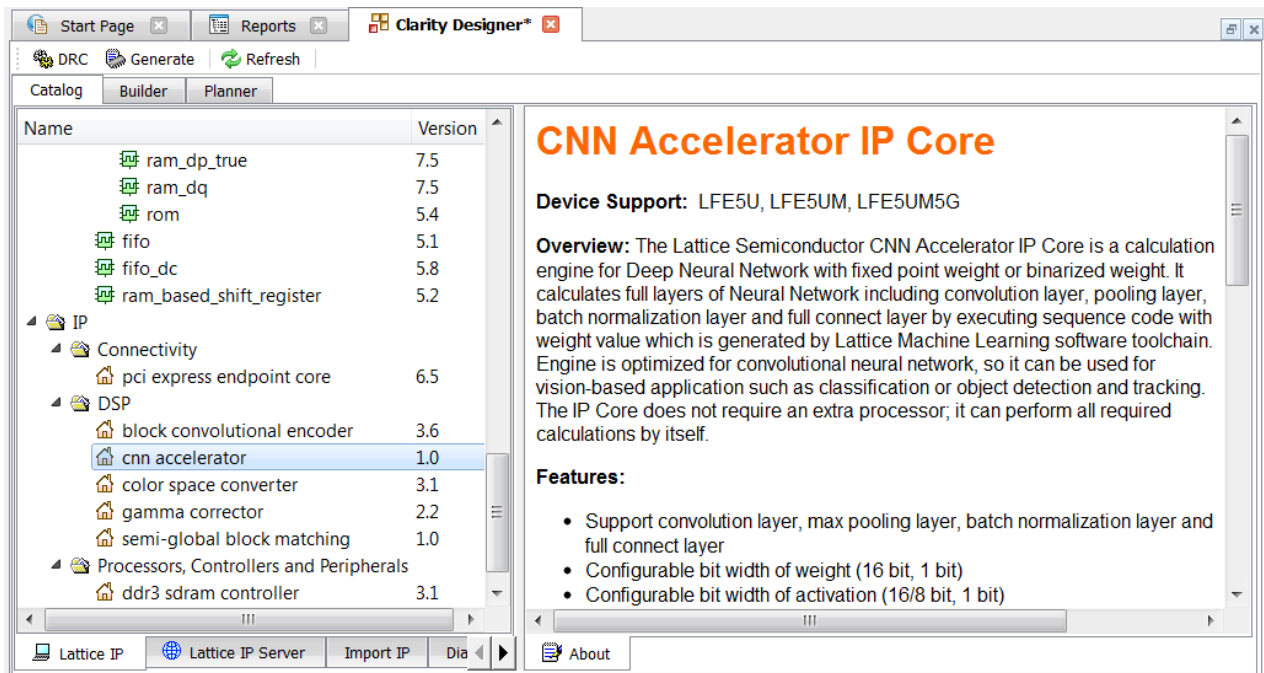 Start Page
Reports
Clarity Designer*
DRC
Generate
Refresh
Catalog
Builder
Planner
Name Version
ram_dp_true 7.5
ram_dq 7.5
rom 5.4
fifo 5.1
fifo_dc 5.8
ram_based_shift_register 5.2
IP
Connectivity
pci express endpoint core 6.5
DSP
block convolutional encoder 3.6
cnn accelerator 1.0
color space converter 3.1
gamma corrector 2.2
semi-global block matching 1.0
Processors, Controllers and Peripherals
ddr3 sdram controller 3.1
Lattice IP
Lattice IP Server
Import IP
Dia
CNN Accelerator IP Core
Device Support: LFE5U, LFE5UM, LFE5UM5G
Overview: The Lattice Semiconductor CNN Accelerator IP Core is a calculation
engine for Deep Neural Network with fixed point weight or binarized weight. It
calculates full layers of Neural Network including convolution layer, pooling layer,
batch normalization layer and full connect layer by executing sequence code with
weight value which is generated by Lattice Machine Learning software toolchain.
Engine is optimized for convolutional neural network, so it can be used for
vision-based application such as classification or object detection and tracking.
The IP Core does not require an extra processor; it can perform all required
calculations by itself.
Features:
• Support convolution layer, max pooling layer, batch normalization layer and
full connect layer
• Configurable bit width of weight (16 bit, 1 bit)
• Configurable bit width of activation (16/8 bit, 1 bit)
About